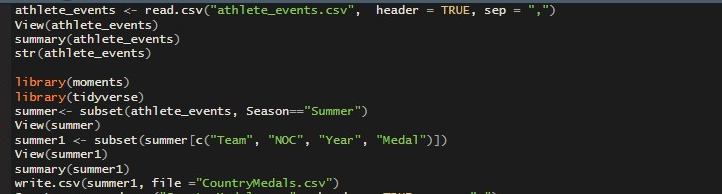 athlete_events <- read.csv("athlete_events.csv", header = TRUE, sep = ",")
View(athlete_events)
summary(athlete_events)
str(athlete_events)
library(moments)
library(tidyverse)
summer<- subset(athlete_events, Season=="Summer")
View(summer)
summer1 <- subset(summer[c("Team", "NOC", "Year", "Medal")])
View(summer1)
summary(summer1)
write.csv(summer1, file ="CountryMedals.csv")